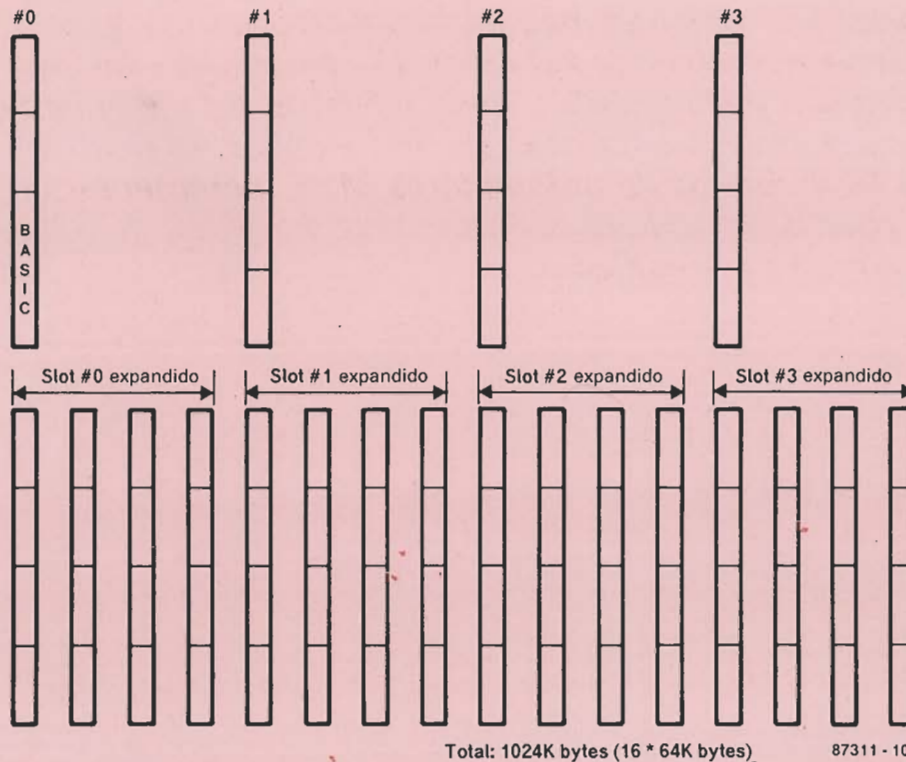 #0 #1 #2 #3
BASIC
Slot #0 expandido Slot #1 expandido Slot #2 expandido Slot #3 expandido
Total: 1024K bytes (16 * 64K bytes)
87311 - 10